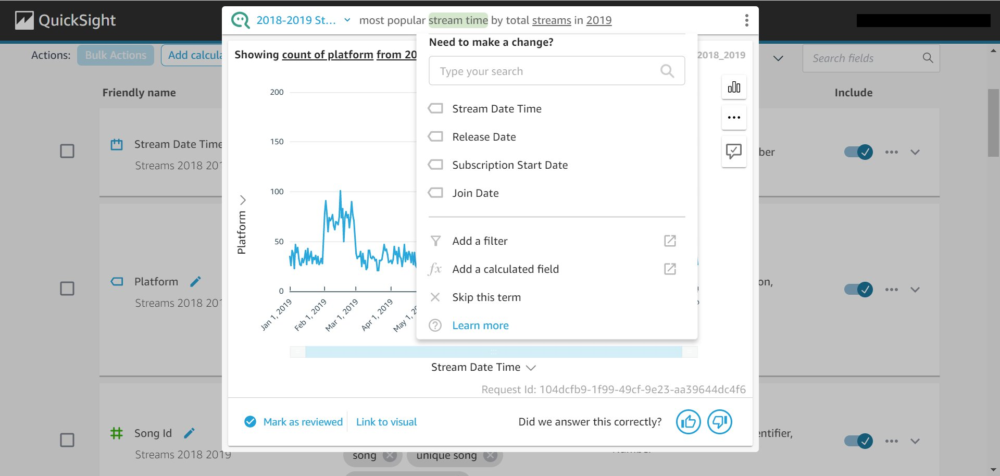 QuickSight
2018-2019 St... most popular stream time by total streams in 2019
Actions: Bulk Actions Add calcula
Showing count of platform from 20
2018_2019
Search fields
Need to make a change?
Type your search
Friendly name
Include
Stream Date Time
Release Date
Subscription Start Date
Join Date
Add a filter
fx Add a calculated field
Skip this term
Learn more
200
150
100
50
0
Platform
Jan 1, 2019
Feb 1, 2019
Mar 1, 2019
Apr 1, 2019
May 1, 2
Stream Date Time
Request Id: 104dcfb9-1f99-49cf-9e23-aa39644dc4f6
Mark as reviewed Link to visual
Did we answer this correctly?
Stream Date Time
Streams 2018 201
ber
Platform
Streams 2018 201
on,
Song Id
Streams 2018 2019
entifier,
song
unique song